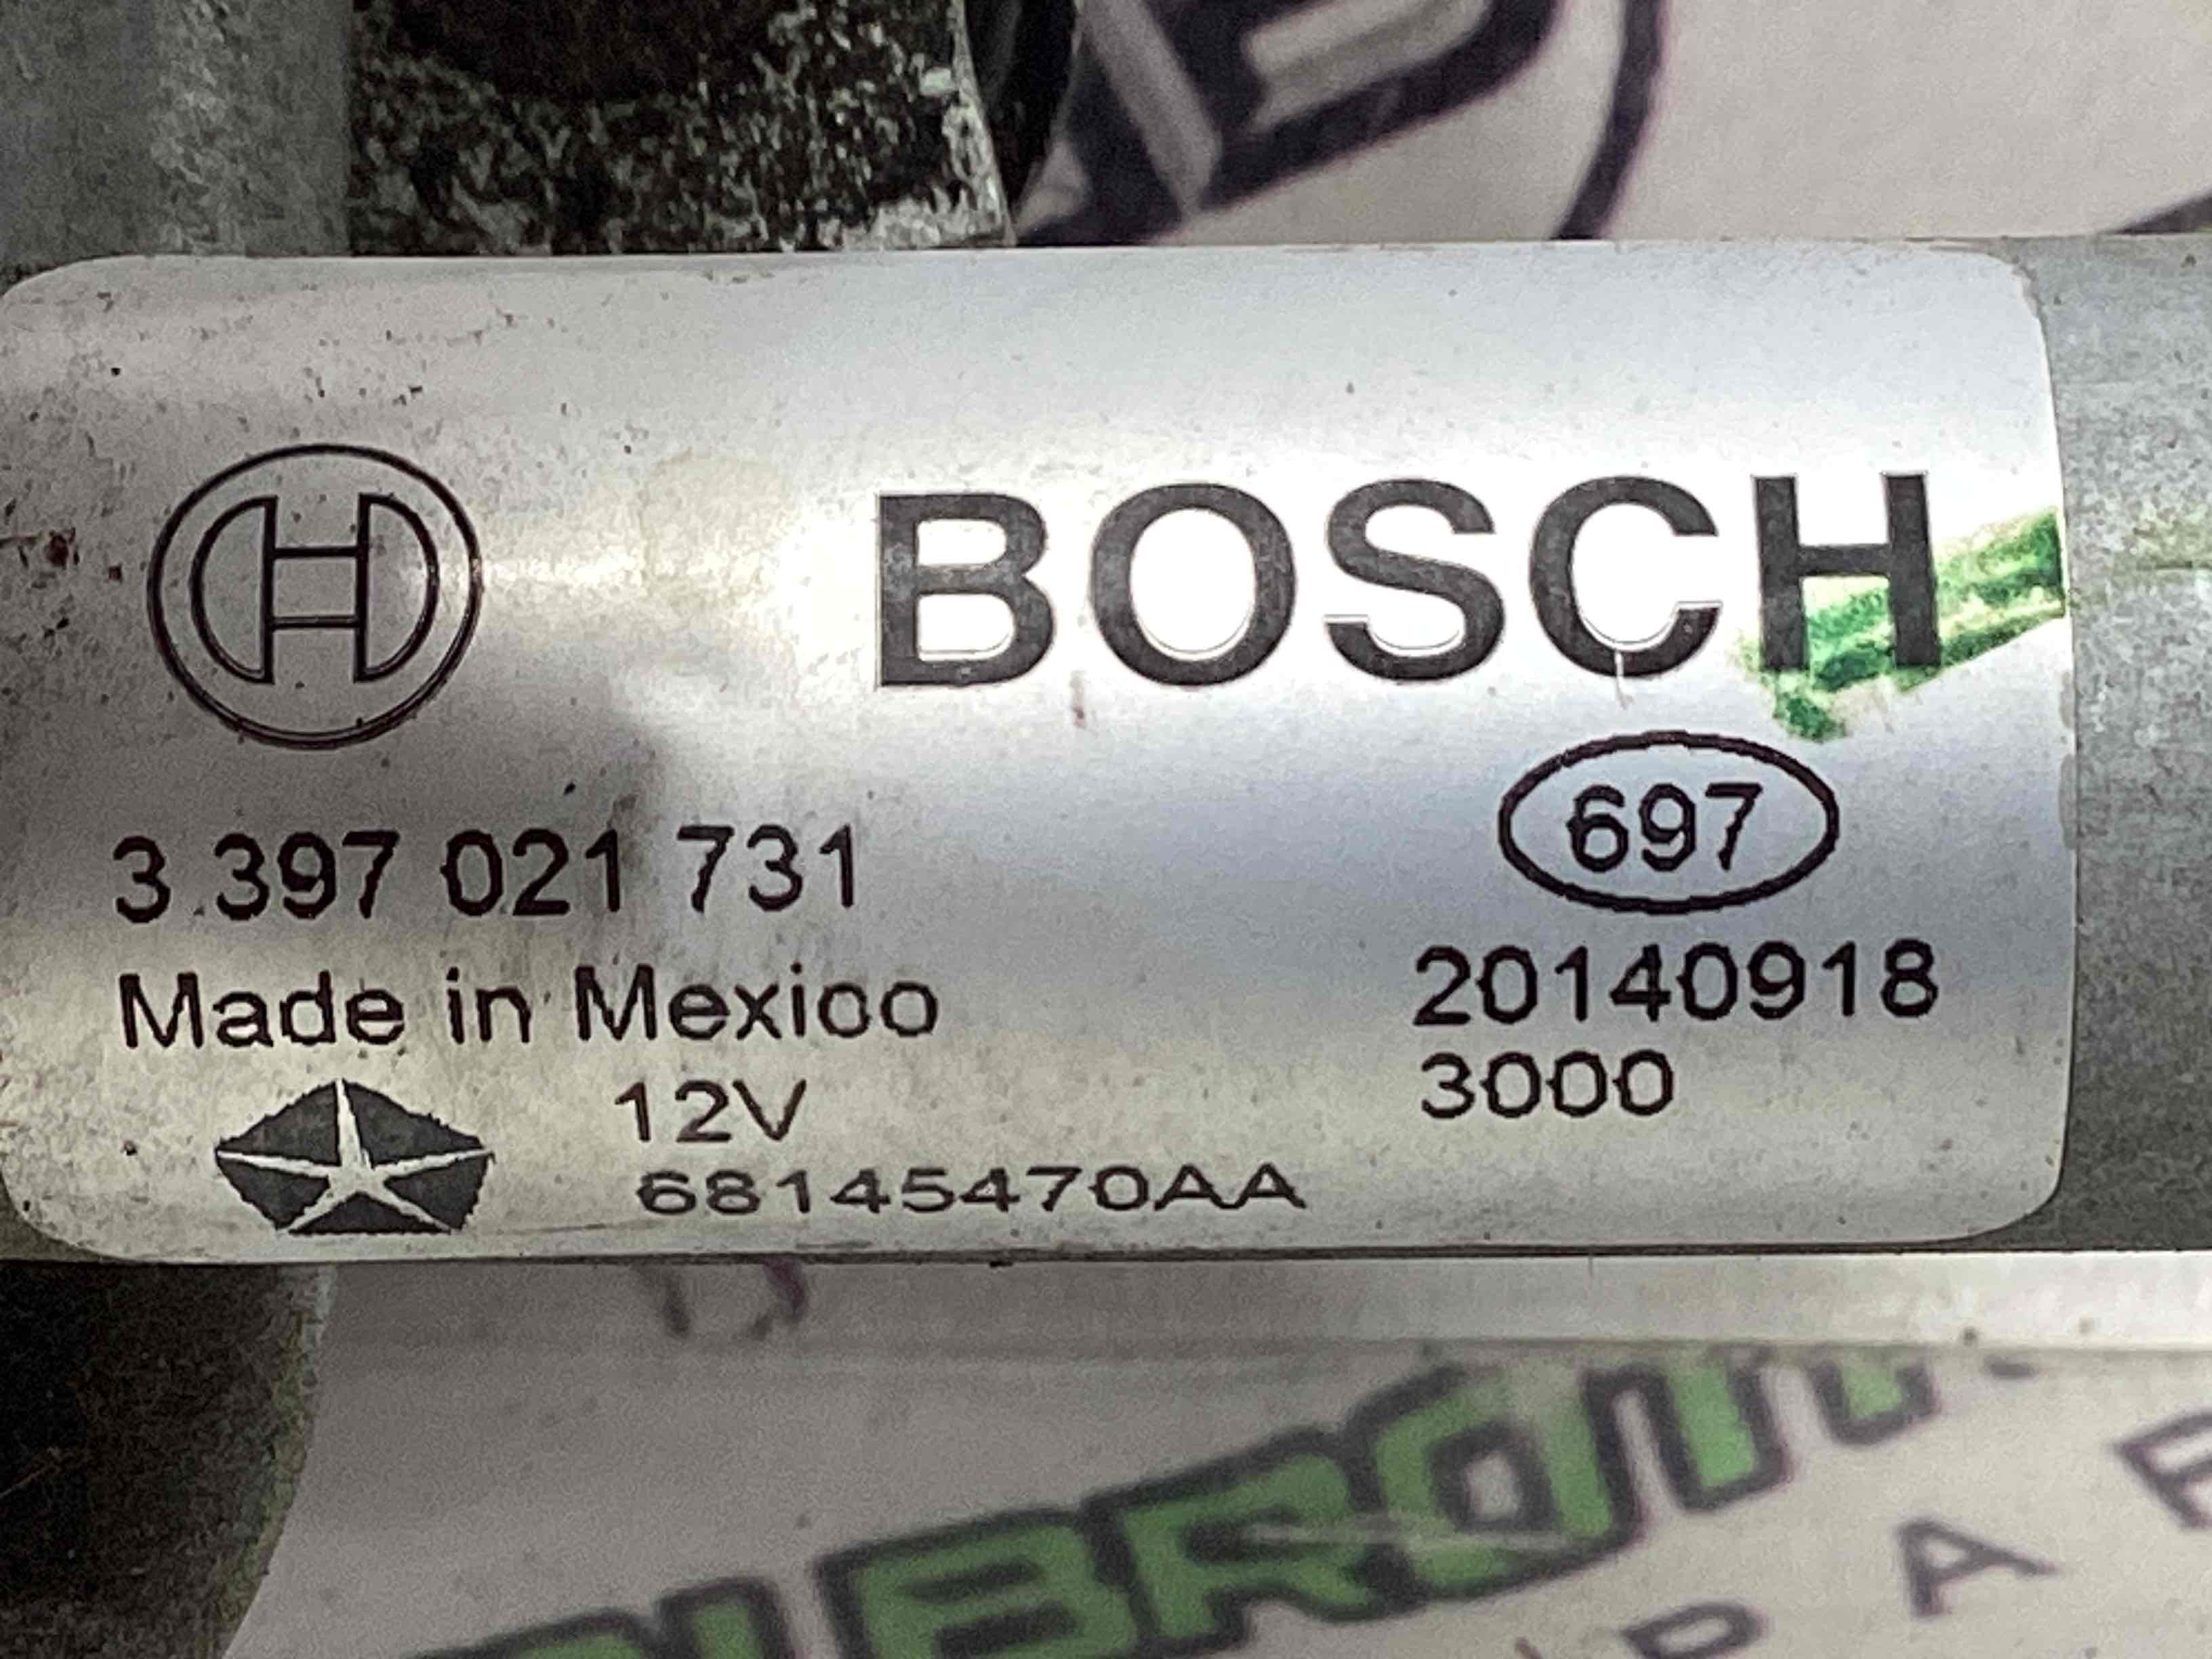 BOSCH
697
3 397 021 731
20140918
Made in Mexico
3000
12V
68145470AA